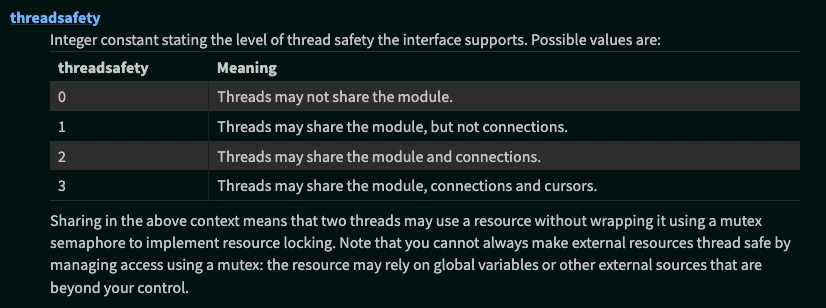 threadsafety
Integer constant stating the level of thread safety the interface supports. Possible values are:
threadsafety Meaning
0 Threads may not share the module.
1 Threads may share the module, but not connections.
2 Threads may share the module and connections.
3 Threads may share the module, connections and cursors.
Sharing in the above context means that two threads may use a resource without wrapping it using a mutex
semaphore to implement resource locking. Note that you cannot always make external resources thread safe by
managing access using a mutex: the resource may rely on global variables or other external sources that are
beyond your control.